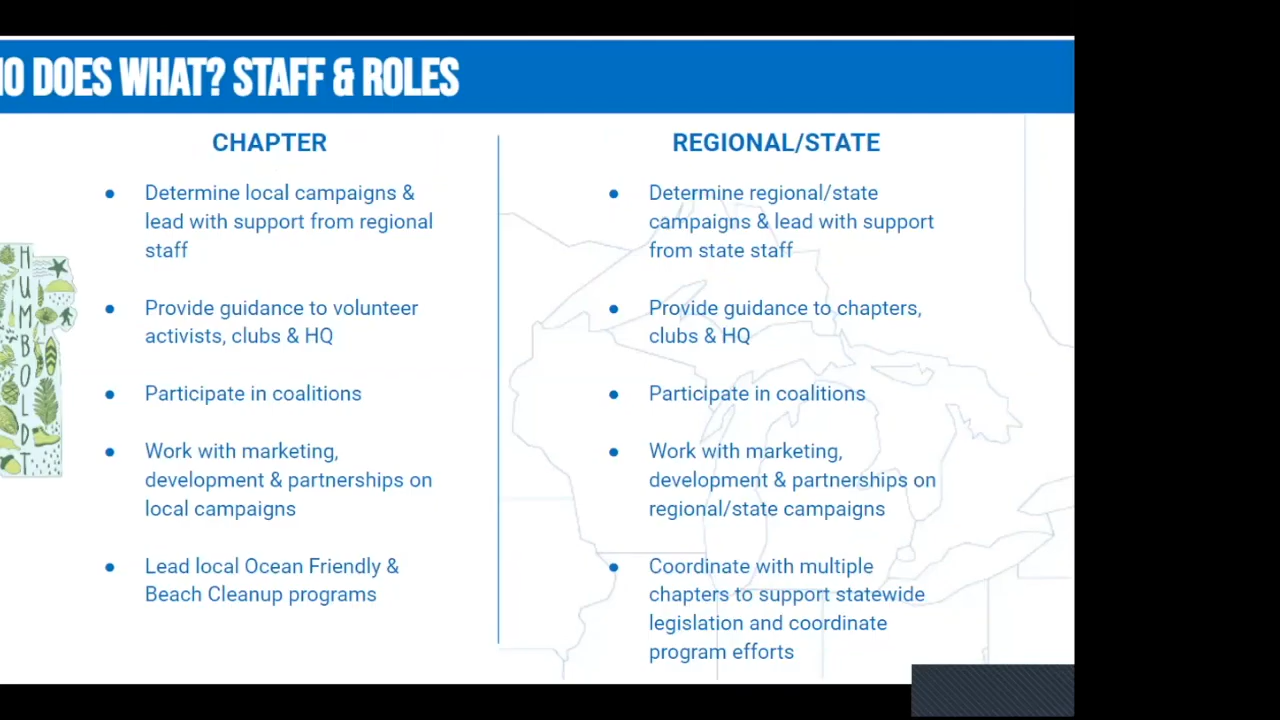 O DOES WHAT? STAFF & ROLES
HUMBOLDT
CHAPTER
● Determine local campaigns &
lead with support from regional
staff
● Provide guidance to volunteer
activists, clubs & HQ
● Participate in coalitions
● Work with marketing,
development & partnerships on
local campaigns
● Lead local Ocean Friendly &
Beach Cleanup programs
REGIONAL/STATE
● Determine regional/state
campaigns & lead with support
from state staff
● Provide guidance to chapters,
clubs & HQ
● Participate in coalitions
● Work with marketing,
development & partnerships on
regional/state campaigns
● Coordinate with multiple
chapters to support statewide
legislation and coordinate
program efforts